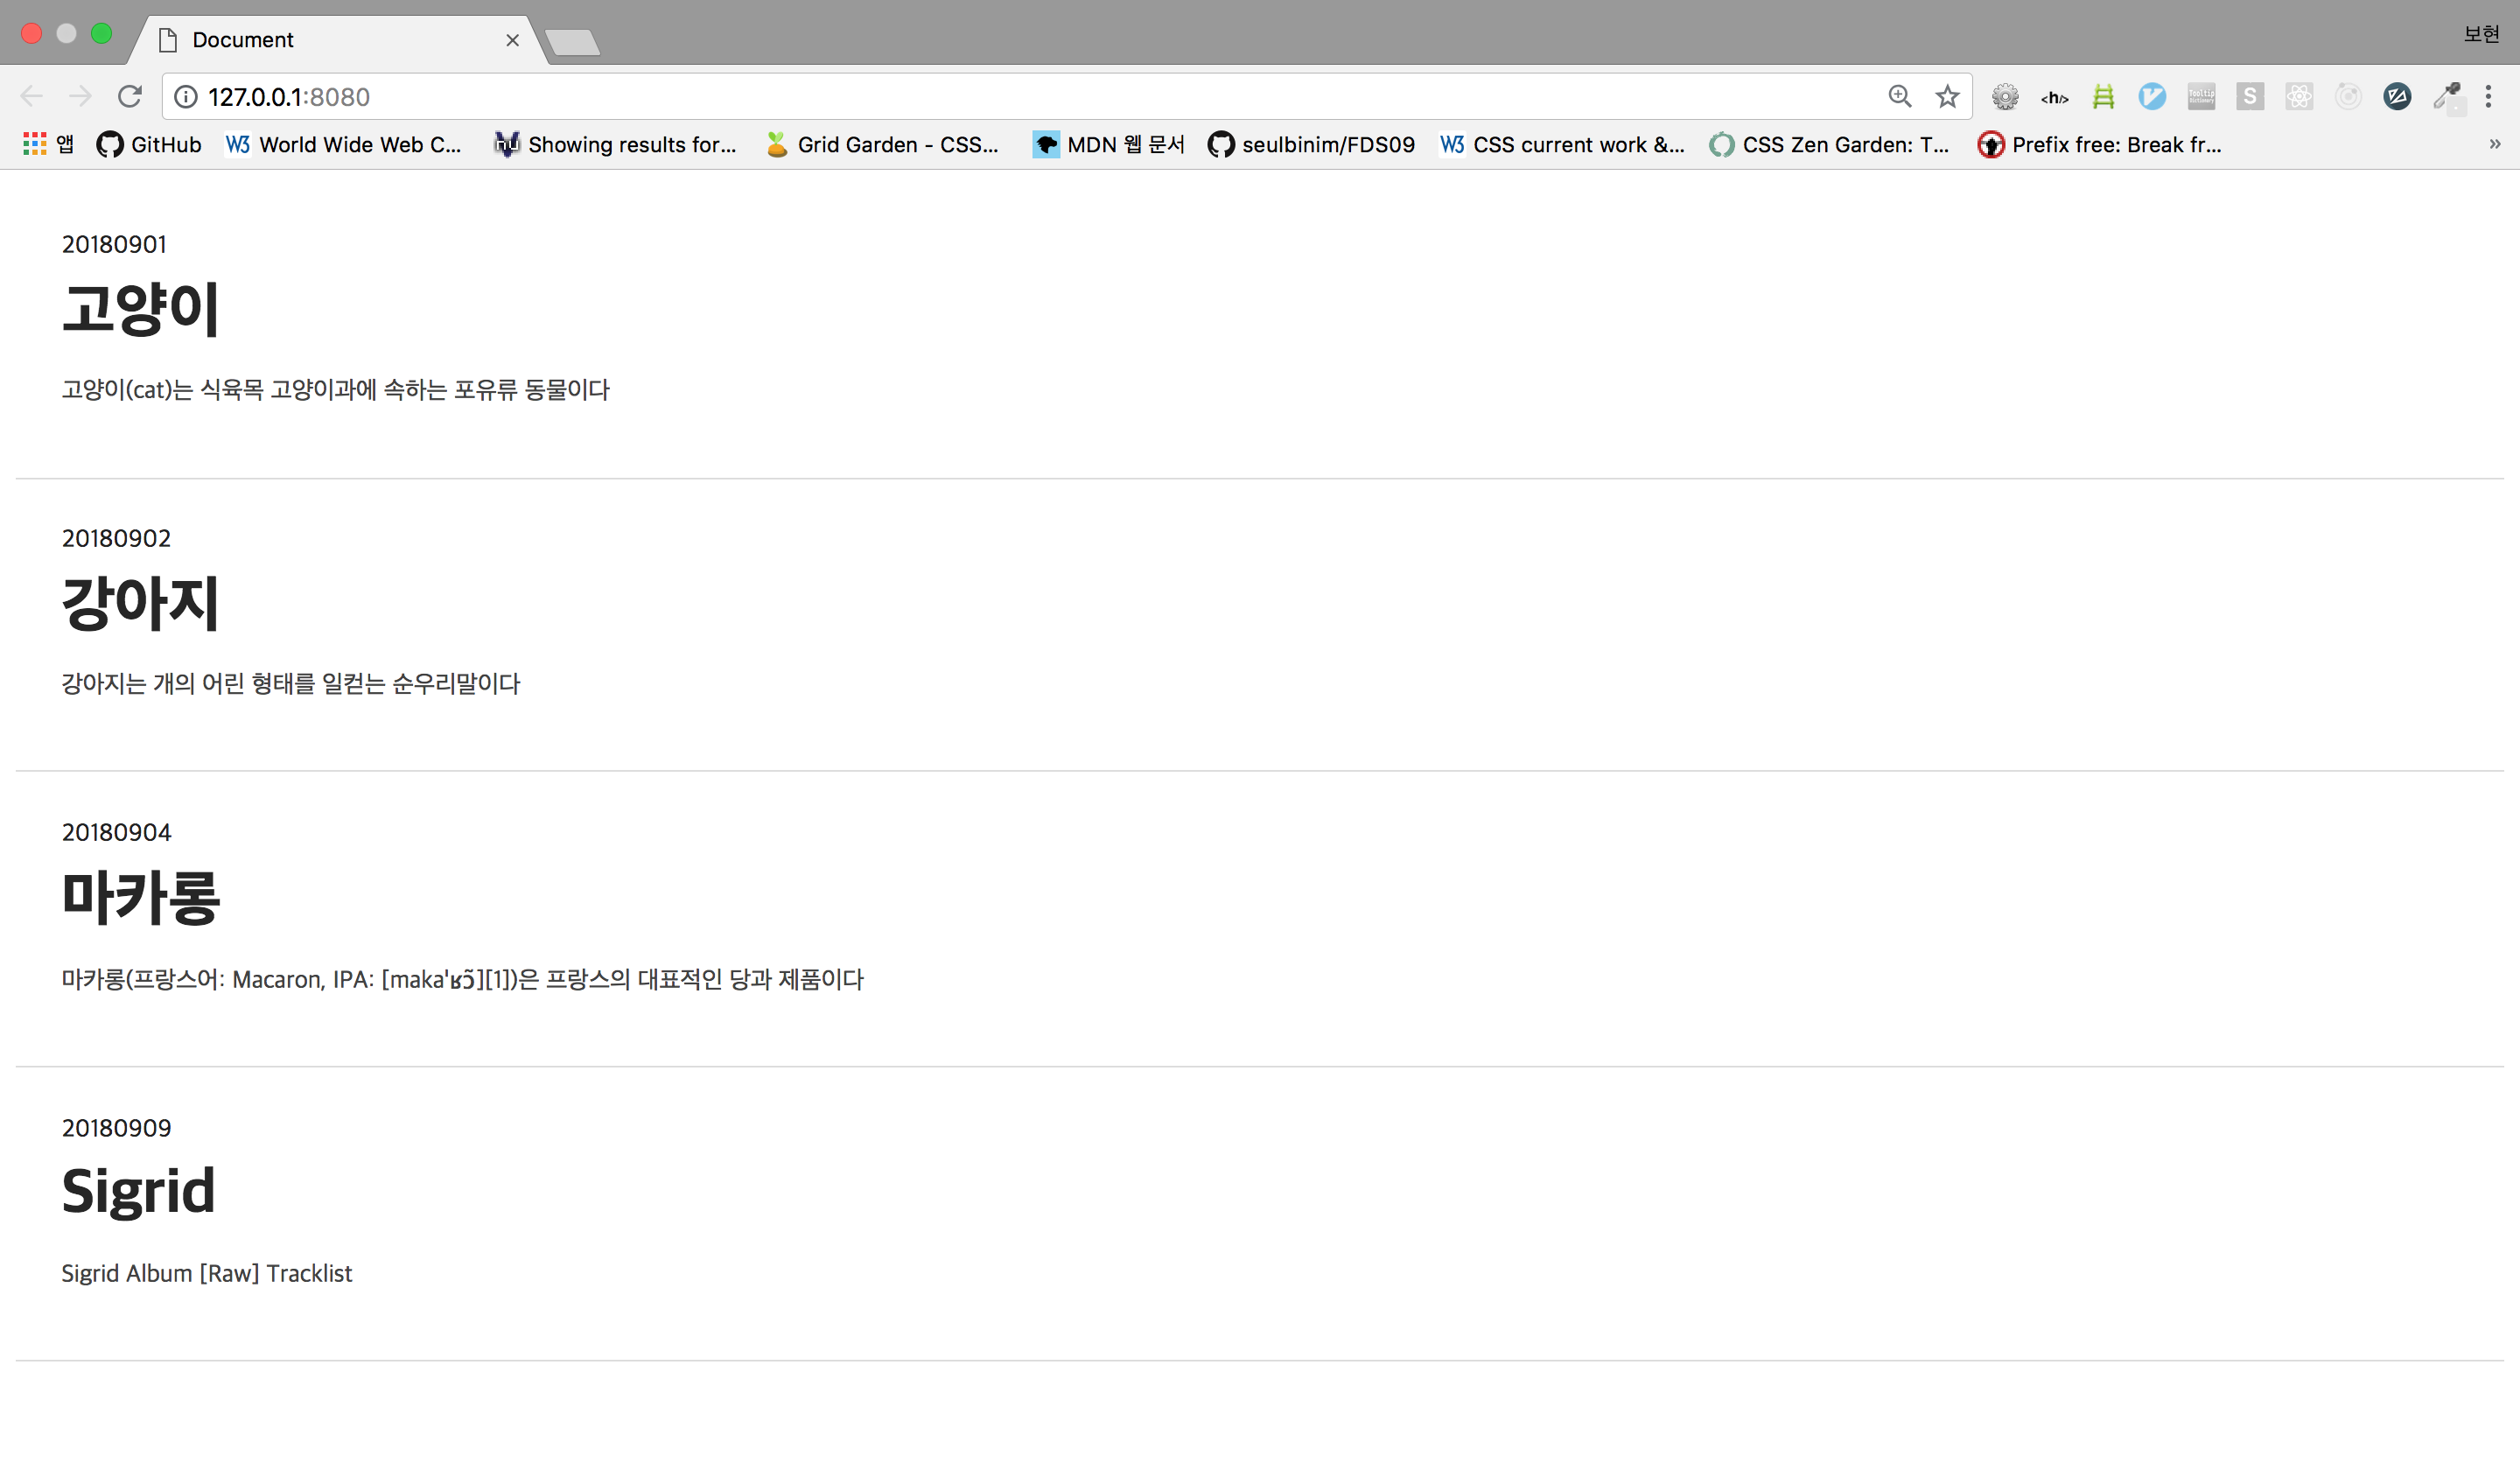 Document
보현
127.0.0.1:8080
<h/>
Tooltip Dictionary
S
앱 GitHub W3 World Wide Web C... Showing results for... Grid Garden - CSS... MDN 웹 문서 seulbinim/FDS09 W3 CSS current work &... CSS Zen Garden: T... Prefix free: Break fr... »
20180901
고양이
고양이(cat)는 식육목 고양이과에 속하는 포유류 동물이다
20180902
강아지
강아지는 개의 어린 형태를 일컫는 순우리말이다
20180904
마카롱
마카롱(프랑스어: Macaron, IPA: [maka'ʁɔ̃][1])은 프랑스의 대표적인 당과 제품이다
20180909
Sigrid
Sigrid Album [Raw] Tracklist